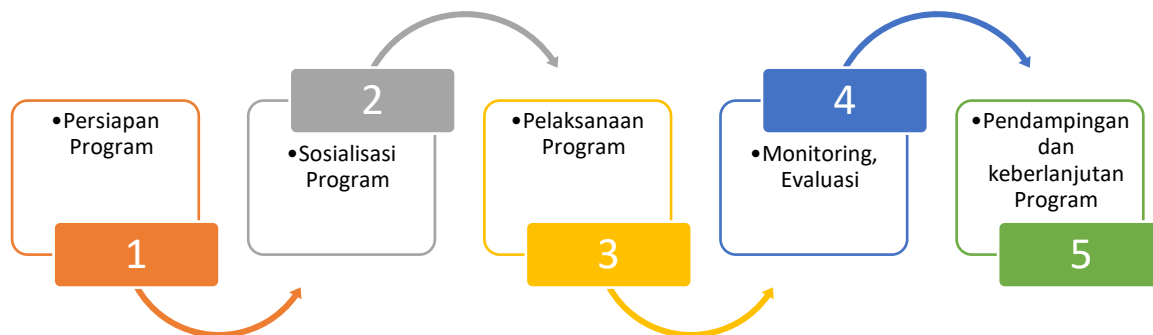 •Persiapan
Program
1
2
•Sosialisasi
Program
•Pelaksanaan
Program
3
4
•Monitoring,
Evaluasi
•Pendampingan
dan
keberlanjutan
Program
5